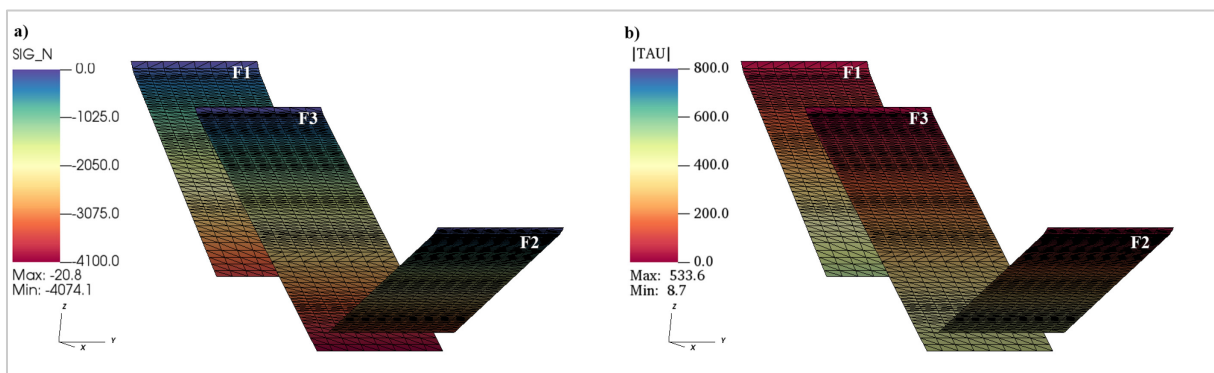 a)
SIG_N
0.0
-1025.0
-2050.0
-3075.0
-4100.0
Max: -20.8
Min: -4074.1
F1
F3
F2
z
Y
X
b)
|TAU|
800.0
600.0
400.0
200.0
0.0
Max: 533.6
Min: 8.7
F1
F3
F2
z
Y
X